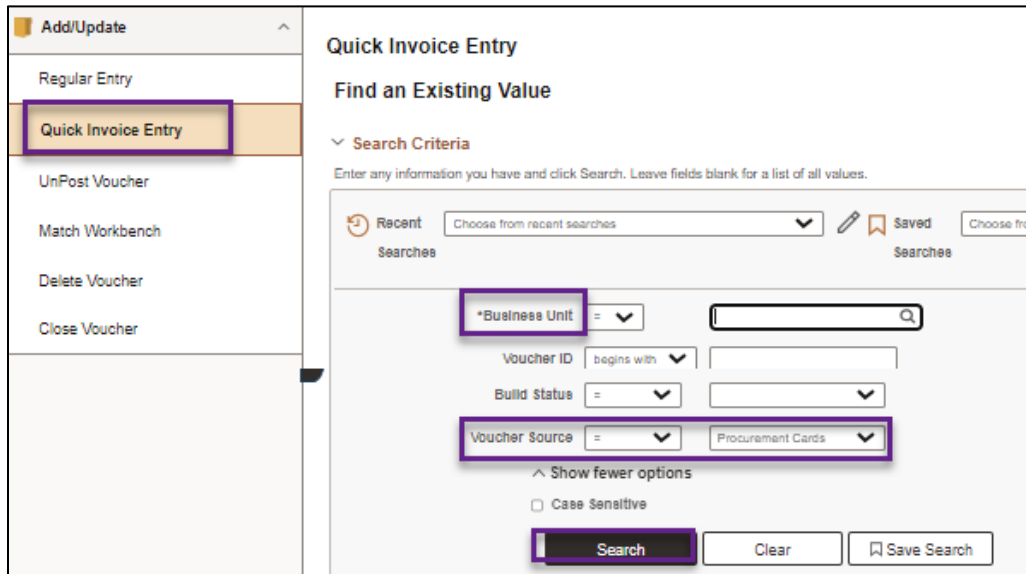 Add/Update
Regular Entry
Quick Invoice Entry
UnPost Voucher
Match Workbench
Delete Voucher
Close Voucher
Quick Invoice Entry
Find an Existing Value
Search Criteria
Enter any information you have and click Search. Leave fields blank for a list of all values.
Recent Searches
Choose from recent searches
Saved Searches
Choose fro
*Business Unit =
Voucher ID begins with
Build Status =
Voucher Source = Procurement Cards
Show fewer options
Case Sensitive
Search Clear Save Search